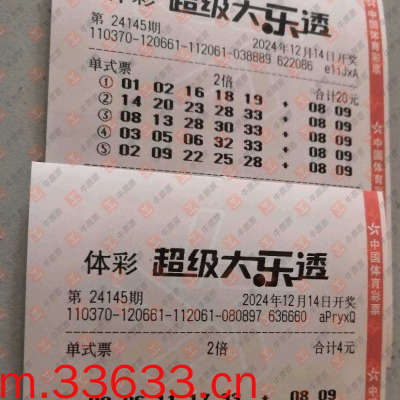 体彩 超级大乐透
第 24145期 2024年12月14日开奖
110370-120661-112061-038889 622086 e1iJxA
单式票 2倍 合计20元
① 01 02 16 18 19 + 08 09
② 14 20 23 28 33 + 08 09
③ 08 13 28 30 33 + 08 09
④ 03 05 06 32 33 + 08 09
⑤ 02 09 22 25 28 + 08 09
中国体育彩票
中国体育彩票
体彩 超级大乐透
第 24145期 2024年12月14日开奖
110370-120661-112061-080897 636660 aPryxQ
单式票 2倍 合计4元
中国体育彩票
m.33633.cn
08 09